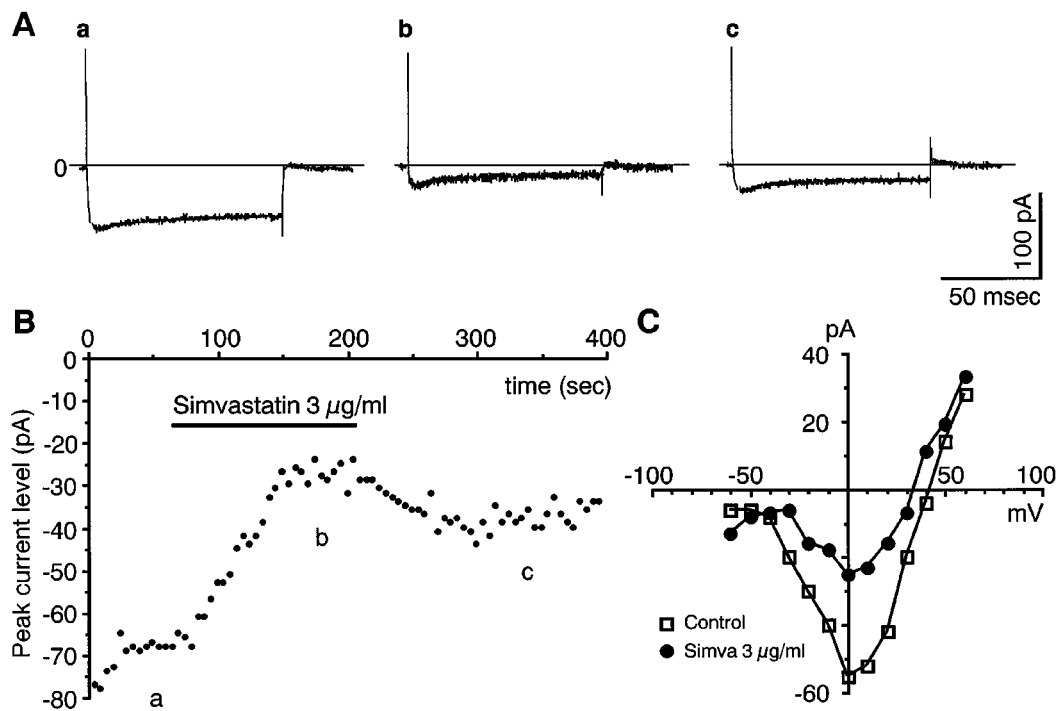 A
a
b
c
0
100 pA
50 msec
B
0 100 200 300 400
time (sec)
Simvastatin 3 µg/ml
Peak current level (pA)
0
-10
-20
-30
-40
-50
-60
-70
-80
a
b
c
C
pA
40
20
-100 -50 50 100
mV
-60
Control
Simva 3 µg/ml